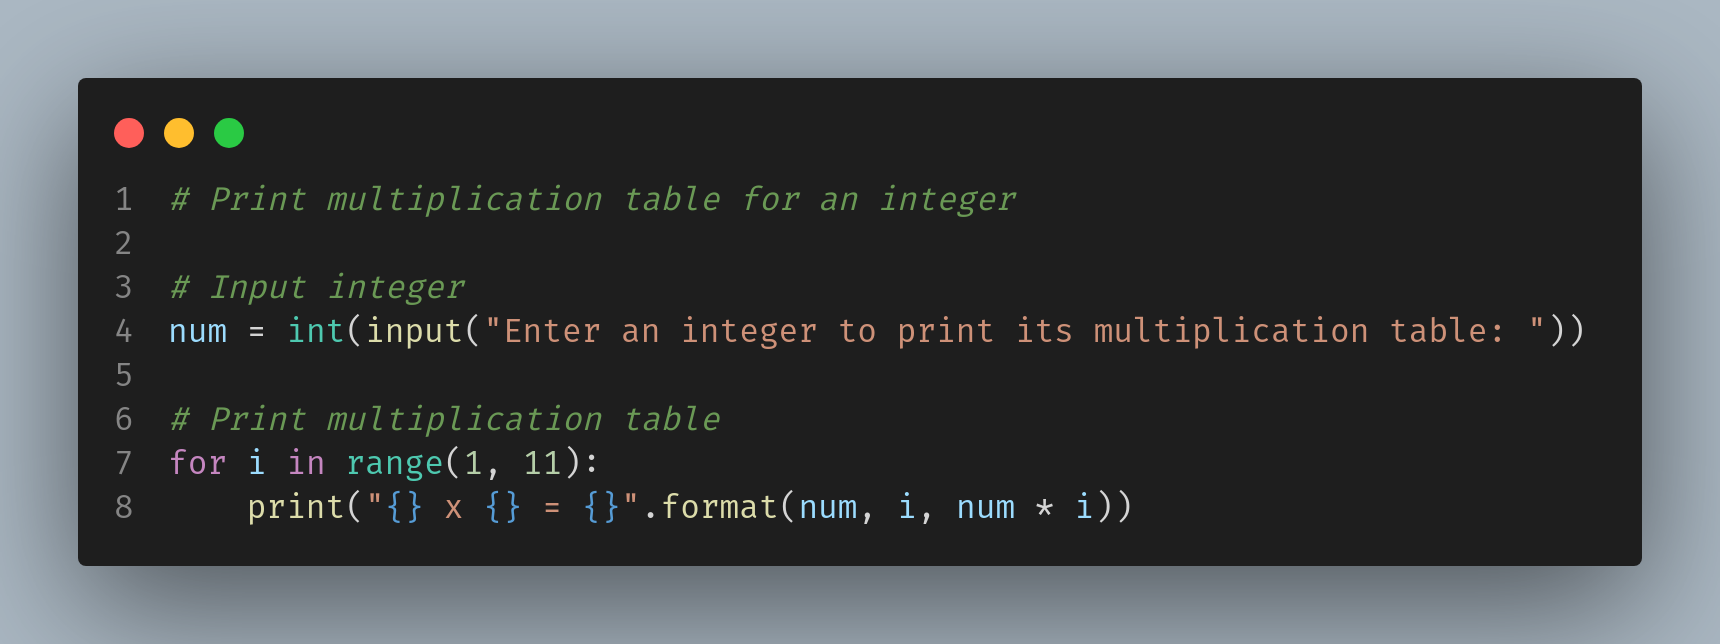 1 # Print multiplication table for an integer
2
3 # Input integer
4 num = int(input("Enter an integer to print its multiplication table: "))
5
6 # Print multiplication table
7 for i in range(1, 11):
8     print("{} x {} = {}".format(num, i, num * i))